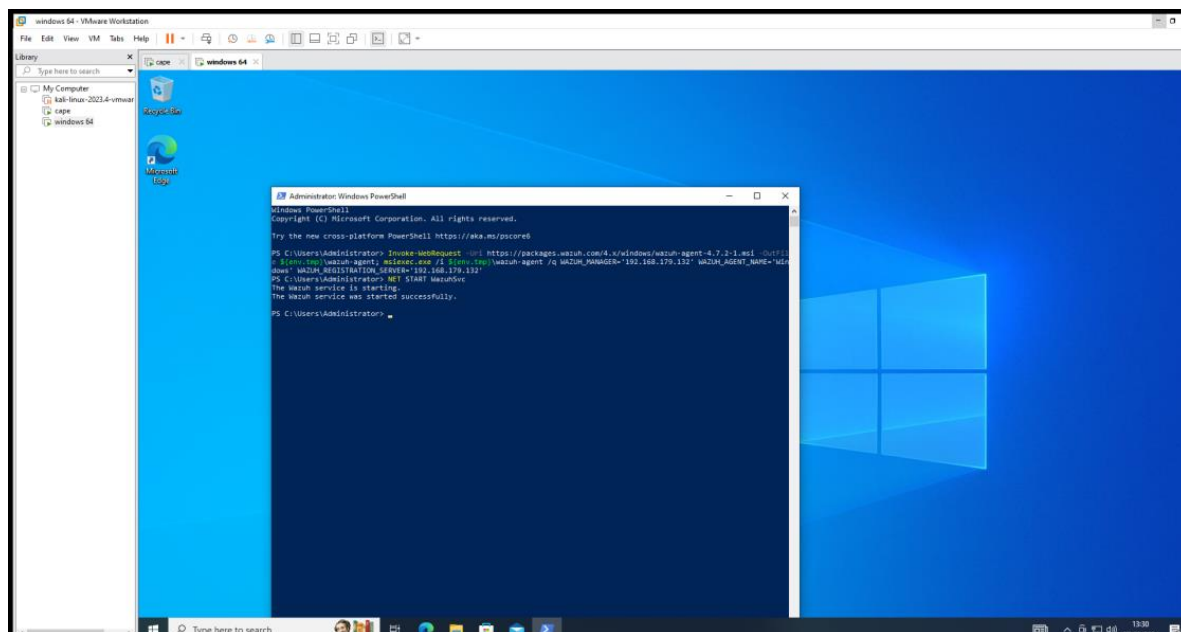 windows 64 - VMware Workstation
File Edit View VM Tabs Help
Library
Type here to search
My Computer
kali-linux-2023.4-vmwar
cape
windows 64
cape
windows 64
Recycle Bin
Microsoft
Edge
Administrator: Windows PowerShell
Windows PowerShell
Copyright (C) Microsoft Corporation. All rights reserved.
Try the new cross-platform PowerShell https://aka.ms/pscore6
PS C:\Users\Administrator> Invoke-WebRequest -Uri https://packages.wazuh.com/4.x/windows/wazuh-agent-4.7.2-1.msi -OutFil
e ${env.tmp}\wazuh-agent; msiexec.exe /i ${env.tmp}\wazuh-agent /q WAZUH_MANAGER='192.168.179.132' WAZUH_AGENT_NAME='Win
dows' WAZUH_REGISTRATION_SERVER='192.168.179.132'
PS C:\Users\Administrator> NET START WazuhSvc
The Wazuh service is starting.
The Wazuh service was started successfully.
PS C:\Users\Administrator>
Type here to search
13:30